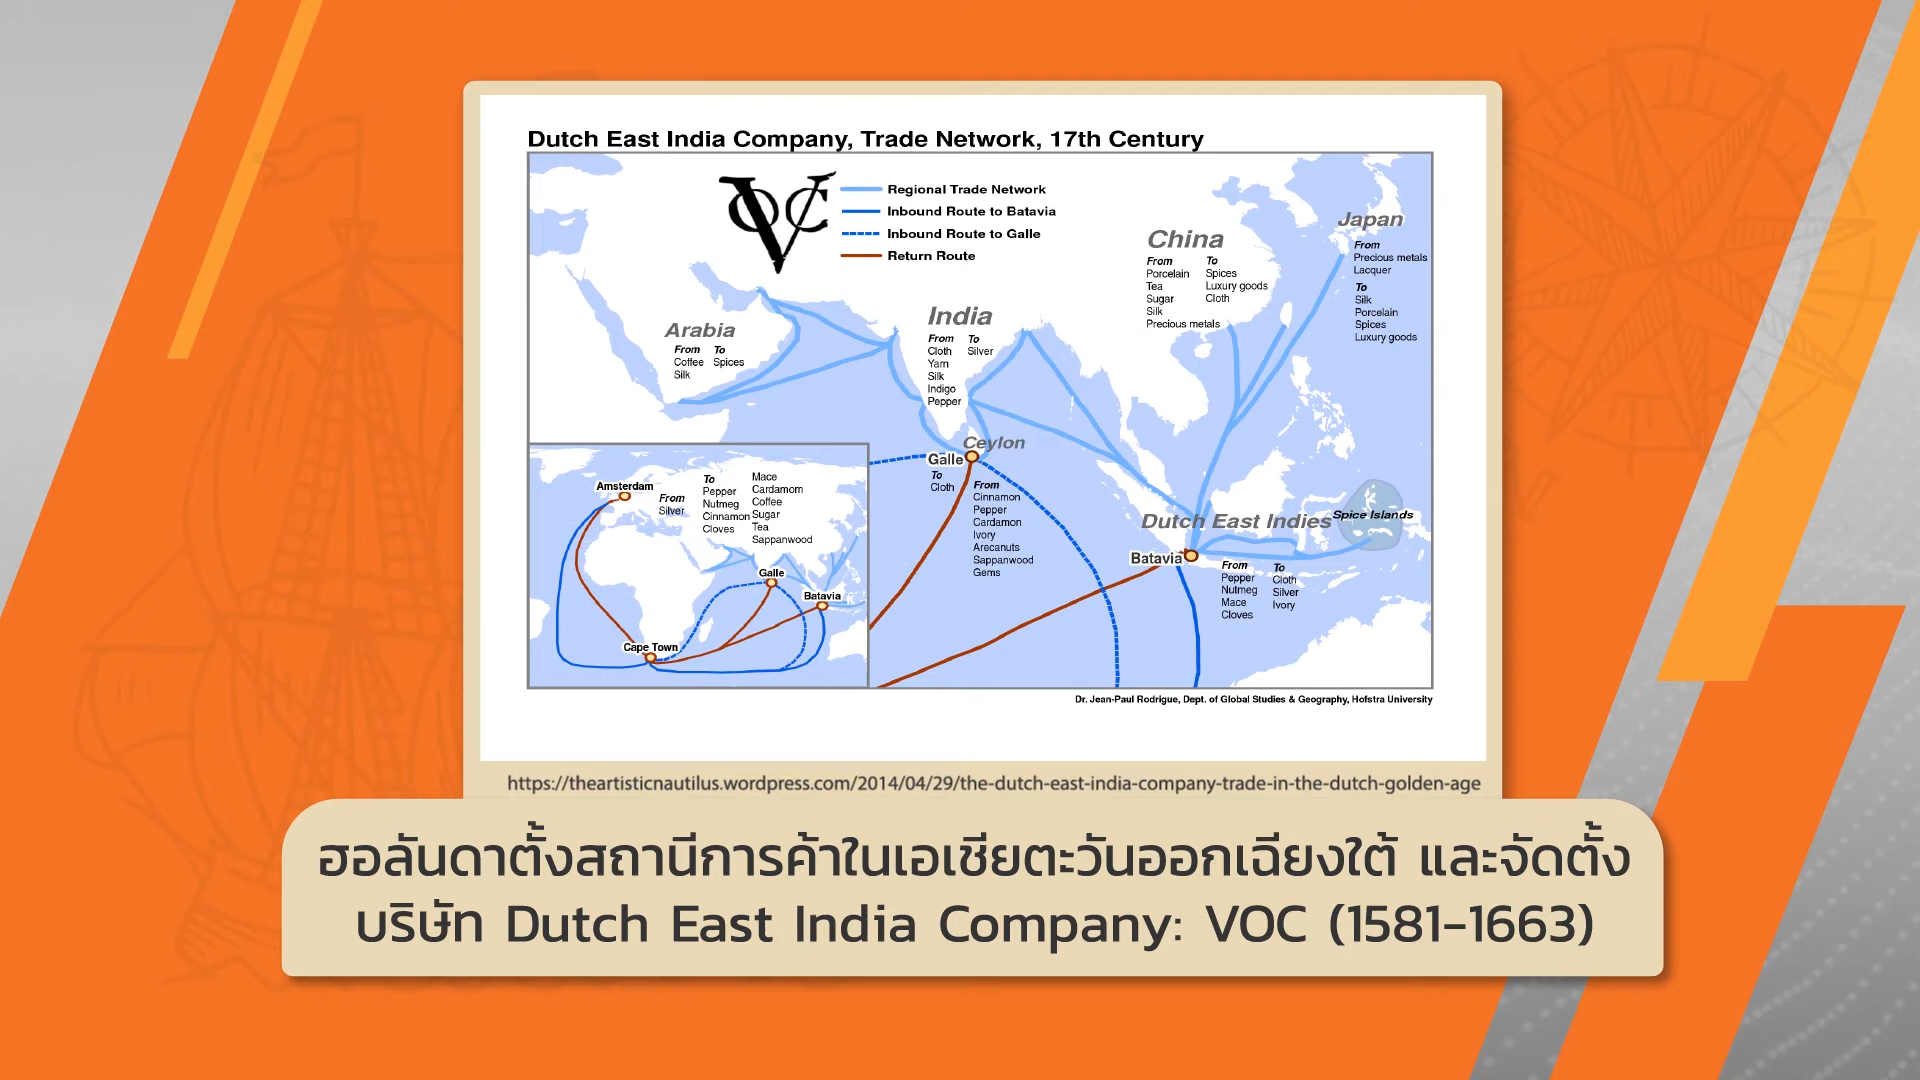 Dutch East India Company, Trade Network, 17th Century
VOC
Regional Trade Network
Inbound Route to Batavia
Inbound Route to Galle
Return Route
Arabia
From
Coffee
Silk
To
Spices
India
From
Cloth
Yarn
Silk
Indigo
Pepper
To
Silver
China
From
Porcelain
Tea
Sugar
Silk
Precious metals
To
Spices
Luxury goods
Cloth
Japan
From
Precious metals
Lacquer
To
Silk
Porcelain
Spices
Luxury goods
Ceylon
Galle
To
Cloth
From
Cinnamon
Pepper
Cardamon
Ivory
Arecanuts
Sappanwood
Gems
Dutch East Indies
Spice Islands
Batavia
From
Pepper
Nutmeg
Mace
Cloves
To
Cloth
Silver
Ivory
Amsterdam
From
Silver
To
Pepper
Nutmeg
Cinnamon
Cloves
Mace
Cardamom
Coffee
Sugar
Tea
Sappanwood
Galle
Batavia
Cape Town
Dr. Jean-Paul Rodrigue, Dept. of Global Studies & Geography, Hofstra University
https://theartisticnautilus.wordpress.com/2014/04/29/the-dutch-east-india-company-trade-in-the-dutch-golden-age
ฮอลันดาตั้งสถานีการค้าในเอเชียตะวันออกเฉียงใต้ และจัดตั้ง
บริษัท Dutch East India Company: VOC (1581-1663)